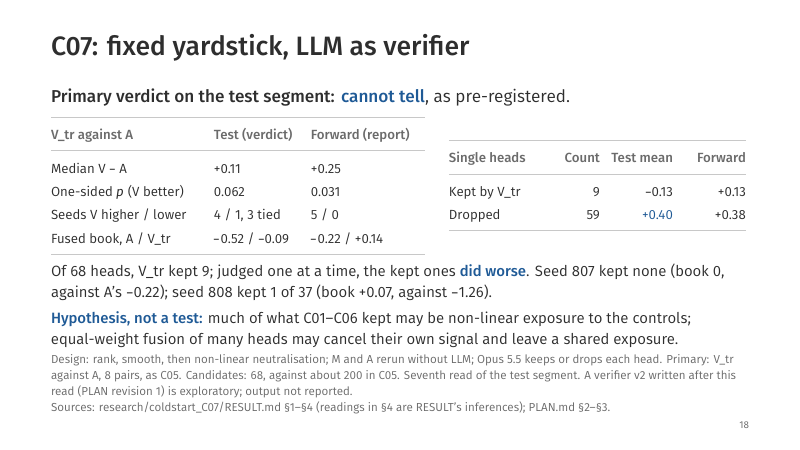 C07: fixed yardstick, LLM as verifier
Primary verdict on the test segment: cannot tell, as pre-registered.
V_tr against A Test (verdict) Forward (report)
Median V – A +0.11 +0.25
One-sided p (V better) 0.062 0.031
Seeds V higher / lower 4 / 1, 3 tied 5 / 0
Fused book, A / V_tr −0.52 / −0.09 −0.22 / +0.14
Single heads Count Test mean Forward
Kept by V_tr 9 −0.13 +0.13
Dropped 59 +0.40 +0.38
Of 68 heads, V_tr kept 9; judged one at a time, the kept ones did worse. Seed 807 kept none (book 0,
against A’s −0.22); seed 808 kept 1 of 37 (book +0.07, against −1.26).
Hypothesis, not a test: much of what C01–C06 kept may be non-linear exposure to the controls;
equal-weight fusion of many heads may cancel their own signal and leave a shared exposure.
Design: rank, smooth, then non-linear neutralisation; M and A rerun without LLM; Opus 5.5 keeps or drops each head. Primary: V_tr
against A, 8 pairs, as C05. Candidates: 68, against about 200 in C05. Seventh read of the test segment. A verifier v2 written after this
read (PLAN revision 1) is exploratory; output not reported.
Sources: research/coldstart_C07/RESULT.md §1–§4 (readings in §4 are RESULT’s inferences); PLAN.md §2–§3.
18